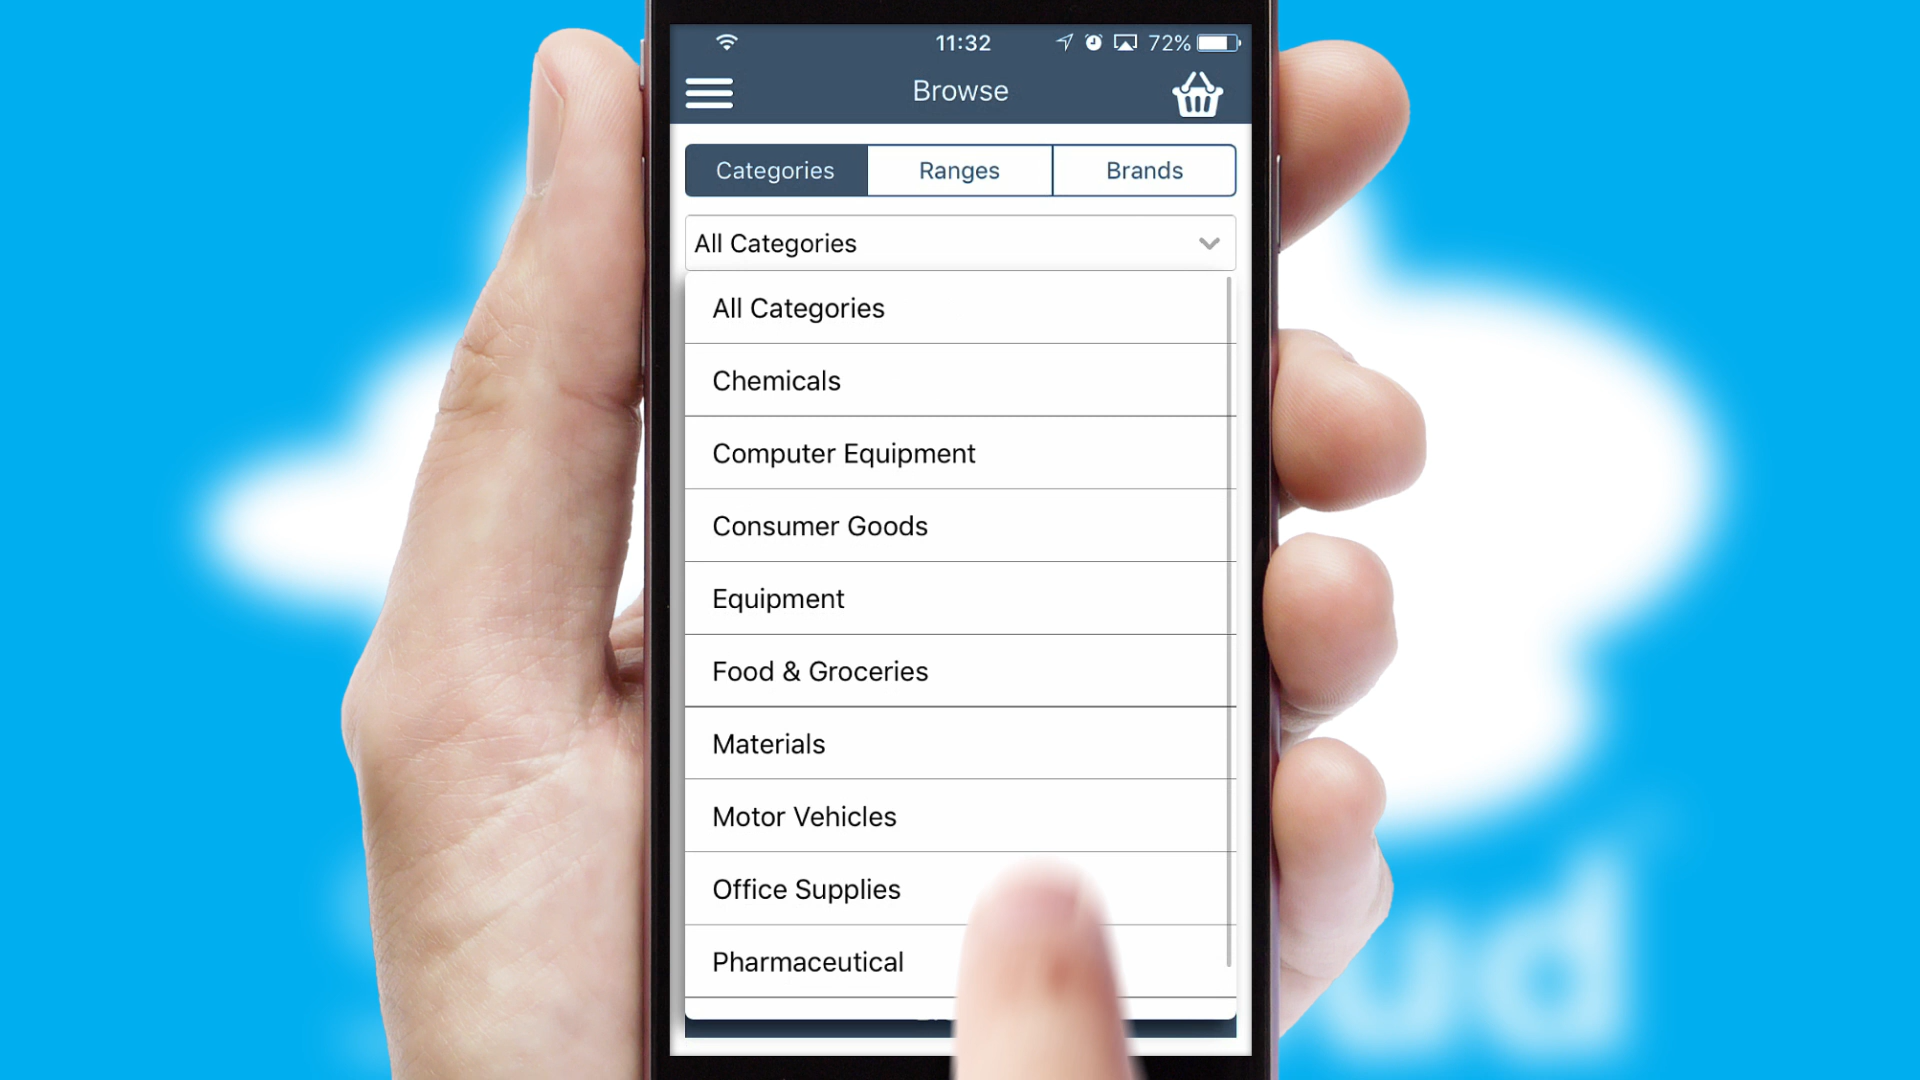 11:32 72%
Browse
Categories Ranges Brands
All Categories
All Categories
Chemicals
Computer Equipment
Consumer Goods
Equipment
Food & Groceries
Materials
Motor Vehicles
Office Supplies
Pharmaceutical